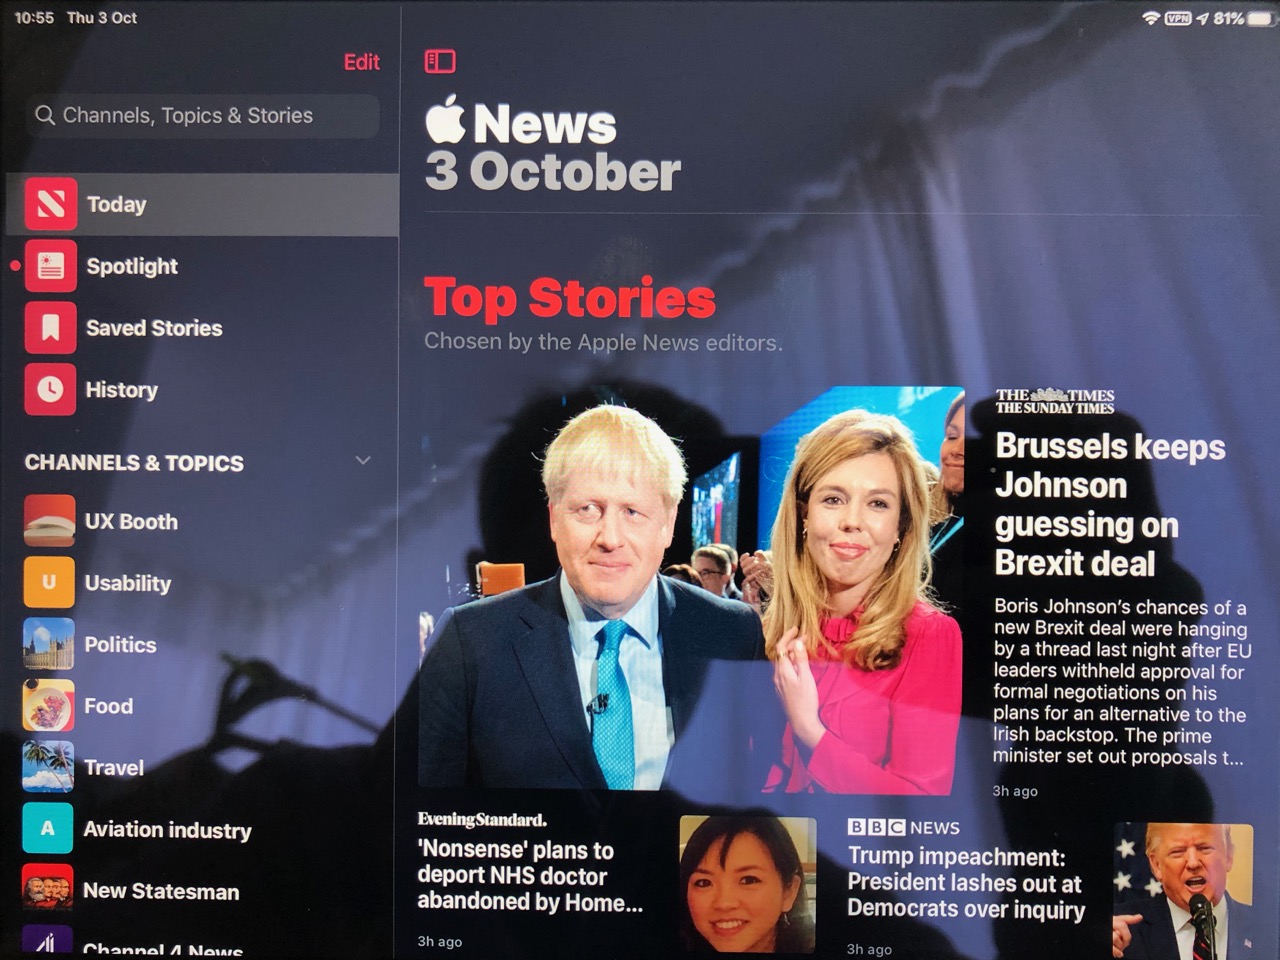 10:55 Thu 3 Oct
VPN 81%
Edit
Channels, Topics & Stories
Today
Spotlight
Saved Stories
History
CHANNELS & TOPICS
UX Booth
U
Usability
Politics
Food
Travel
A
Aviation industry
New Statesman
Channel 4 News
News
3 October
Top Stories
Chosen by the Apple News editors.
THE TIMES
THE SUNDAY TIMES
Brussels keeps
Johnson
guessing on
Brexit deal
Boris Johnson’s chances of a
new Brexit deal were hanging
by a thread last night after EU
leaders withheld approval for
formal negotiations on his
plans for an alternative to the
Irish backstop. The prime
minister set out proposals t...
3h ago
Evening Standard.
'Nonsense' plans to
deport NHS doctor
abandoned by Home...
3h ago
BBC NEWS
Trump impeachment:
President lashes out at
Democrats over inquiry
3h ago